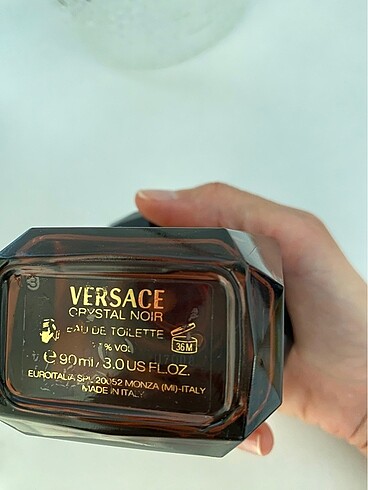 VERSACE
CRYSTAL NOIR
EAU DE TOILETTE
% VOL
36M
℮ 90 ml / 3.0 US FL.OZ.
EUROITALIA SPA 20052 MONZA (MI)-ITALY
MADE IN ITALY